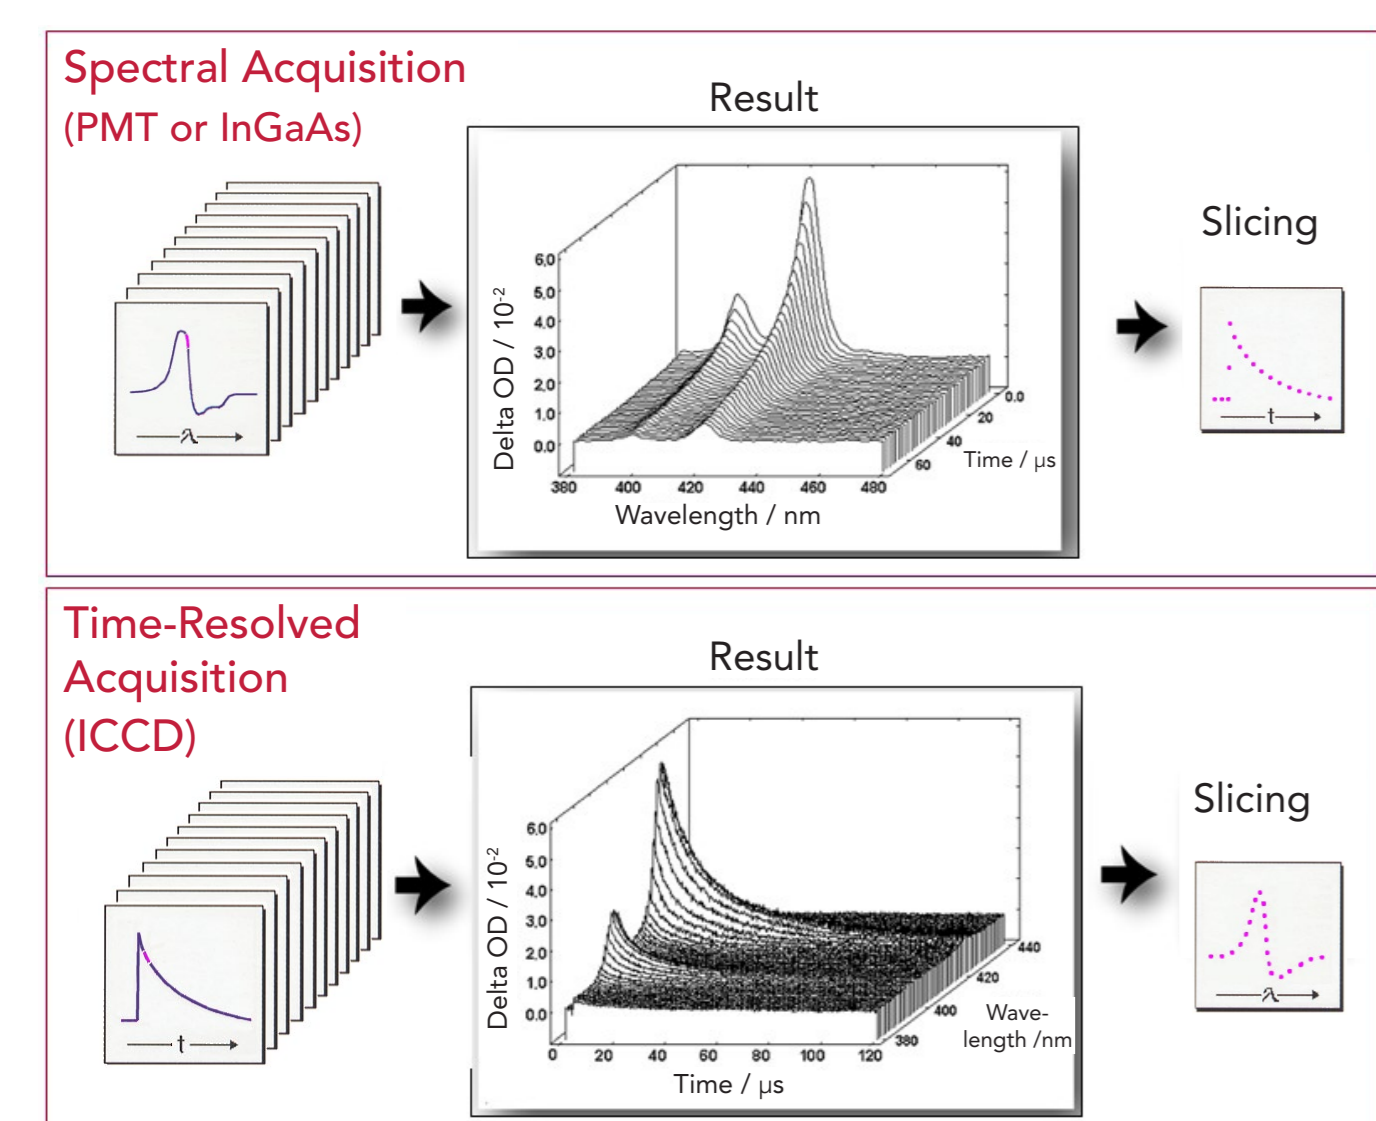 Spectral Acquisition
(PMT or InGaAs)
Result
Slicing
Delta OD / 10-2
6,0
5,0
4,0
3,0
2,0
1,0
0.0
380 400 420 440 460 480
Wavelength / nm
0.0
20
40
60
Time / µs
λ
t
Time-Resolved
Acquisition
(ICCD)
Result
Slicing
Delta OD / 10-2
6,0
5,0
4,0
3,0
2,0
1,0
0.0
0 20 40 60 80 100 120
Time / µs
440
420
400
380
Wave-
length /nm
t
λ